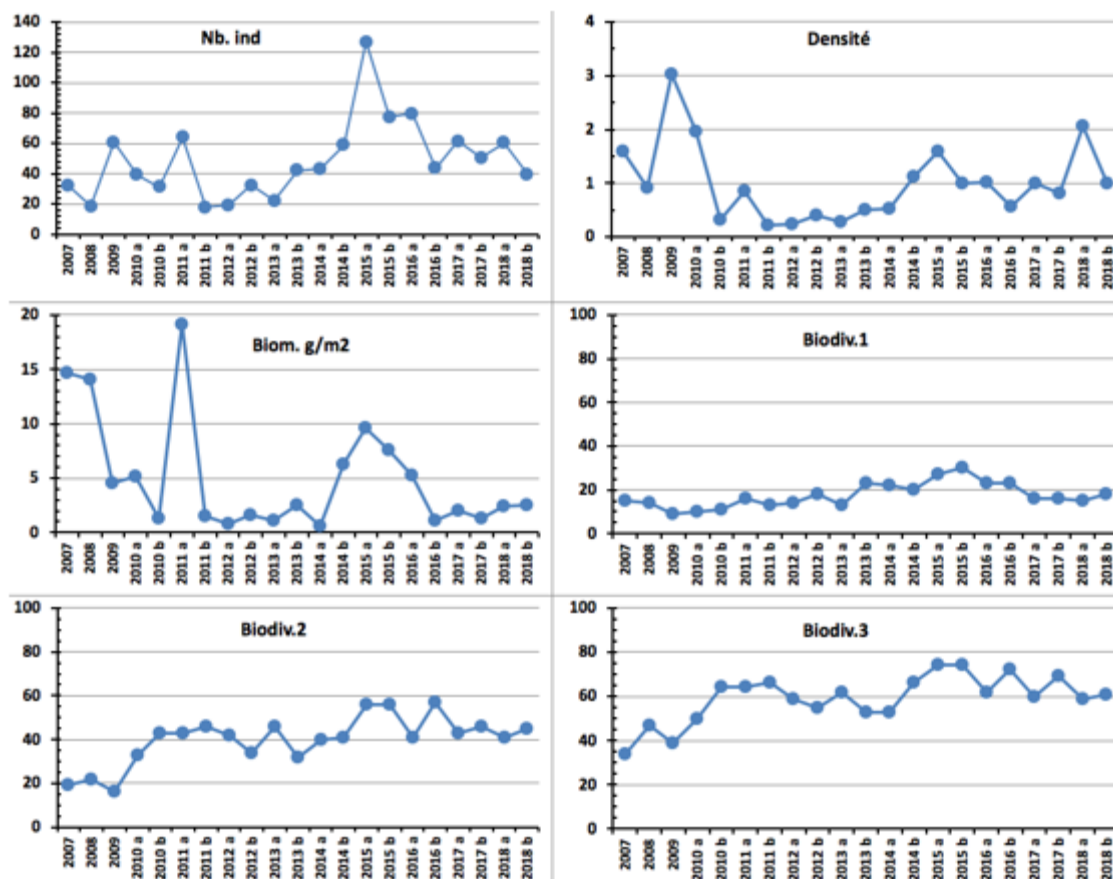 Nb. ind
140
120
100
80
60
40
20
0
2007
2008
2009
2010 a
2010 b
2011 a
2011 b
2012 a
2012 b
2013 a
2013 b
2014 a
2014 b
2015 a
2015 b
2016 a
2016 b
2017 a
2017 b
2018 a
2018 b
Densité
4
3
2
1
0
2007
2008
2009
2010 a
2010 b
2011 a
2011 b
2012 a
2012 b
2013 a
2013 b
2014 a
2014 b
2015 a
2015 b
2016 a
2016 b
2017 a
2017 b
2018 a
2018 b
Biom. g/m2
20
15
10
5
0
2007
2008
2009
2010 a
2010 b
2011 a
2011 b
2012 a
2012 b
2013 a
2013 b
2014 a
2014 b
2015 a
2015 b
2016 a
2016 b
2017 a
2017 b
2018 a
2018 b
Biodiv.1
100
80
60
40
20
0
2007
2008
2009
2010 a
2010 b
2011 a
2011 b
2012 a
2012 b
2013 a
2013 b
2014 a
2014 b
2015 a
2015 b
2016 a
2016 b
2017 a
2017 b
2018 a
2018 b
Biodiv.2
100
80
60
40
20
0
2007
2008
2009
2010 a
2010 b
2011 a
2011 b
2012 a
2012 b
2013 a
2013 b
2014 a
2014 b
2015 a
2015 b
2016 a
2016 b
2017 a
2017 b
2018 a
2018 b
Biodiv.3
100
80
60
40
20
0
2007
2008
2009
2010 a
2010 b
2011 a
2011 b
2012 a
2012 b
2013 a
2013 b
2014 a
2014 b
2015 a
2015 b
2016 a
2016 b
2017 a
2017 b
2018 a
2018 b